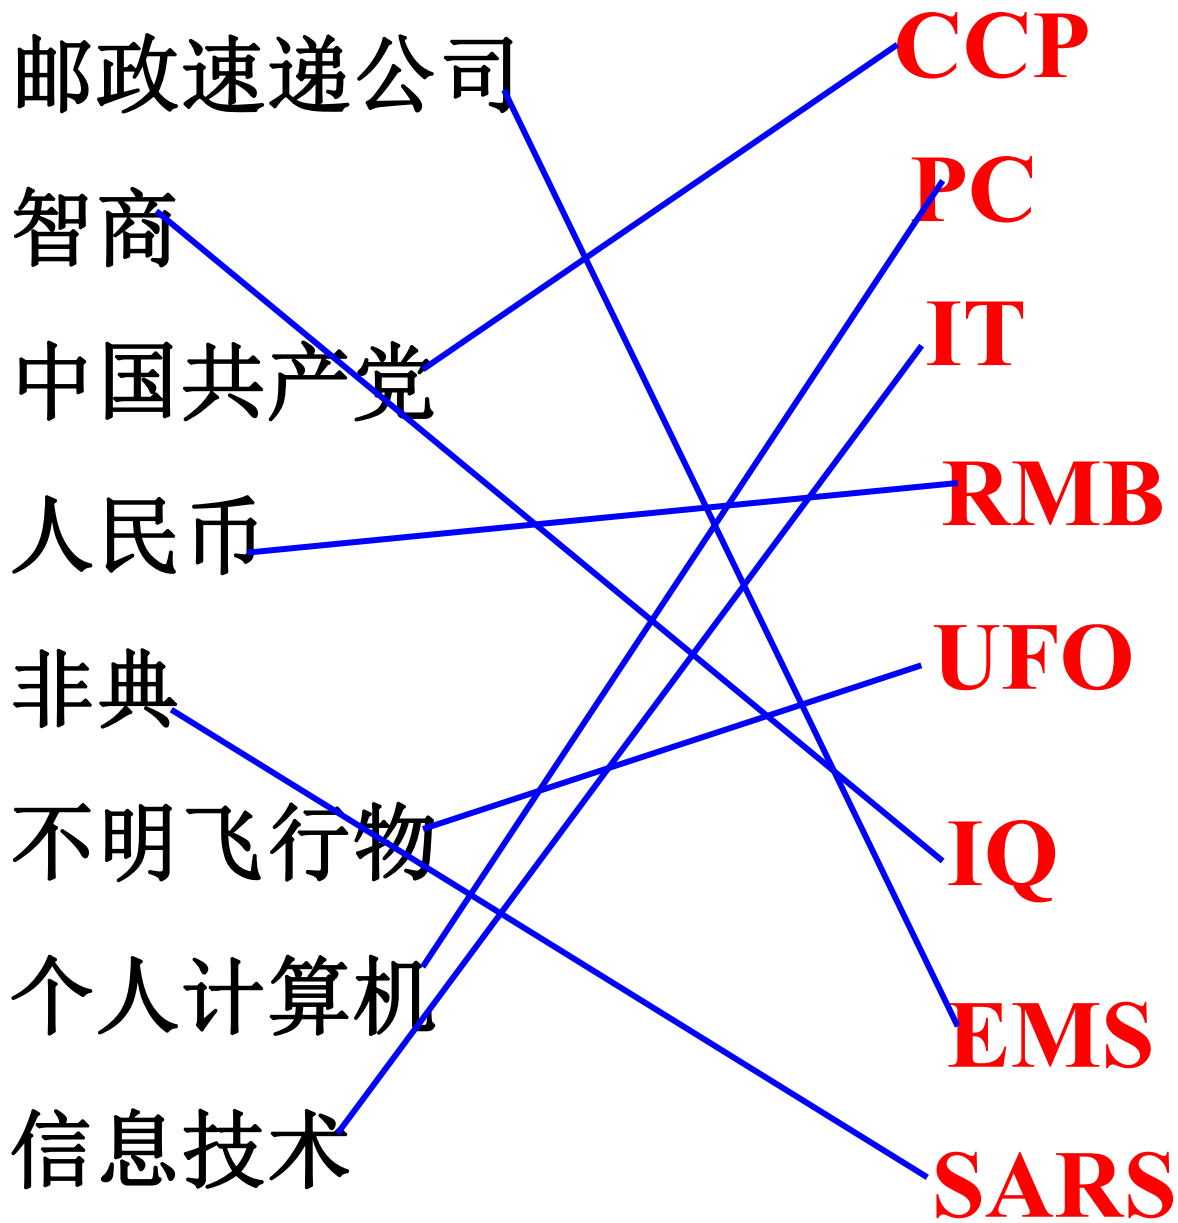 邮政速递公司
CCP
智商
PC
中国共产党
IT
人民币
RMB
非典
UFO
不明飞行物
IQ
个人计算机
EMS
信息技术
SARS